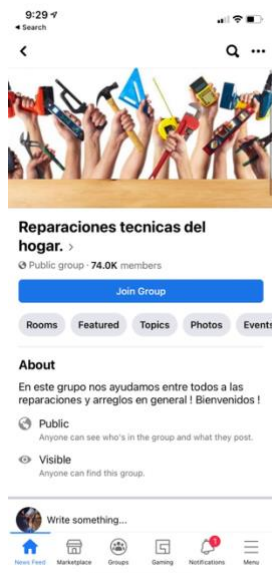 9:29
Search
Reparaciones tecnicas del
hogar. >
Public group · 74.0K members
Join Group
Rooms Featured Topics Photos Events
About
En este grupo nos ayudamos entre todos a las
reparaciones y arreglos en general ! Bienvenidos !
Public
Anyone can see who's in the group and what they post.
Visible
Anyone can find this group.
Write something...
1
News Feed Marketplace Groups Gaming Notifications Menu